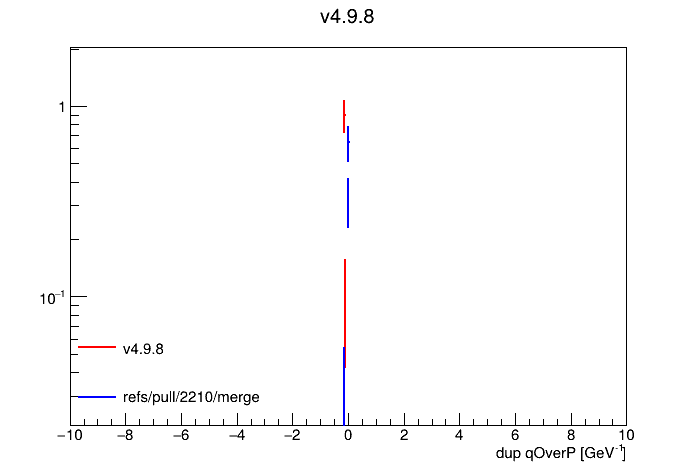 v4.9.8
1
10⁻¹
v4.9.8
refs/pull/2210/merge
−10 −8 −6 −4 −2 0 2 4 6 8 10
dup qOverP [GeV⁻¹]